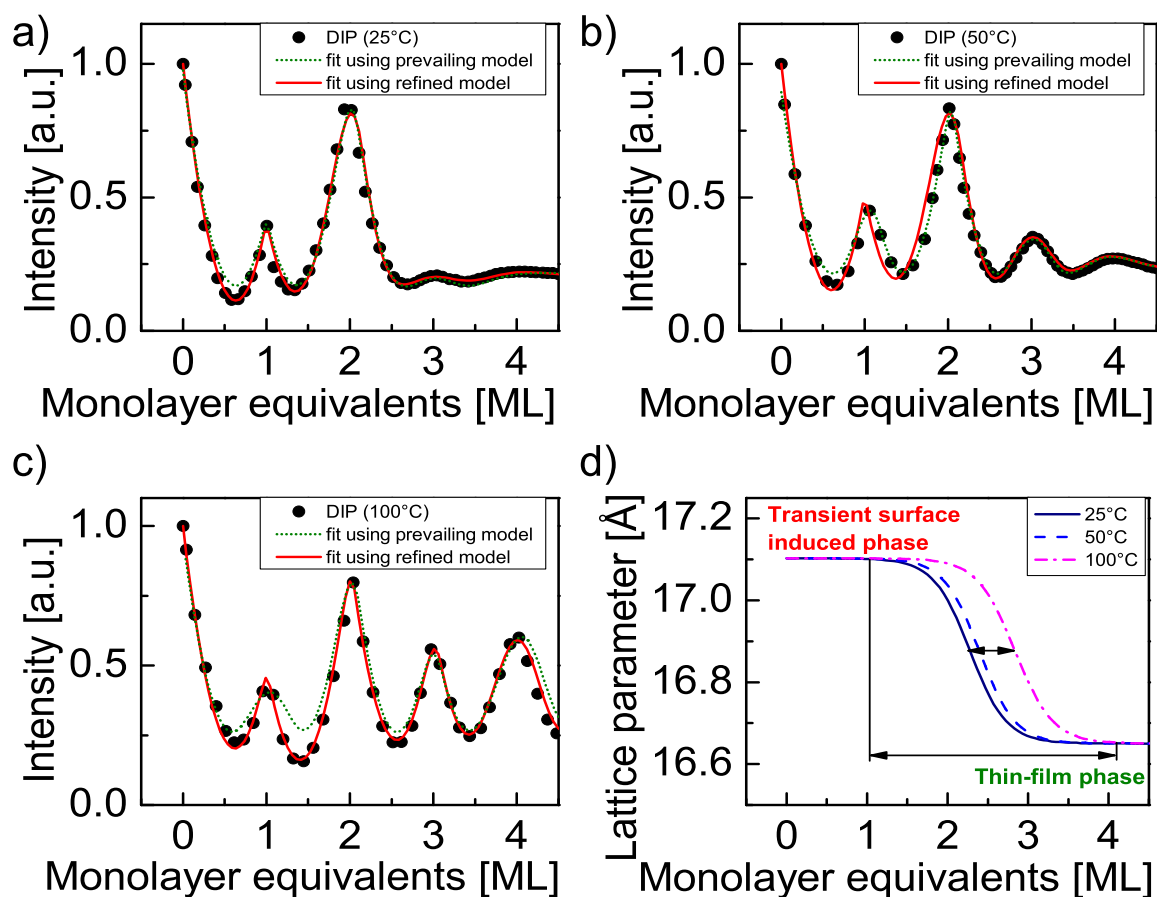 a)
DIP (25°C)
fit using prevailing model
fit using refined model
1.0
0.5
0.0
Intensity [a.u.]
0 1 2 3 4
Monolayer equivalents [ML]
b)
DIP (50°C)
fit using prevailing model
fit using refined model
1.0
0.5
0.0
Intensity [a.u.]
0 1 2 3 4
Monolayer equivalents [ML]
c)
DIP (100°C)
fit using prevailing model
fit using refined model
1.0
0.5
0.0
Intensity [a.u.]
0 1 2 3 4
Monolayer equivalents [ML]
d)
17.2
17.0
16.8
16.6
Lattice parameter [Å]
Transient surface
induced phase
25°C
50°C
100°C
Thin-film phase
0 1 2 3 4
Monolayer equivalents [ML]